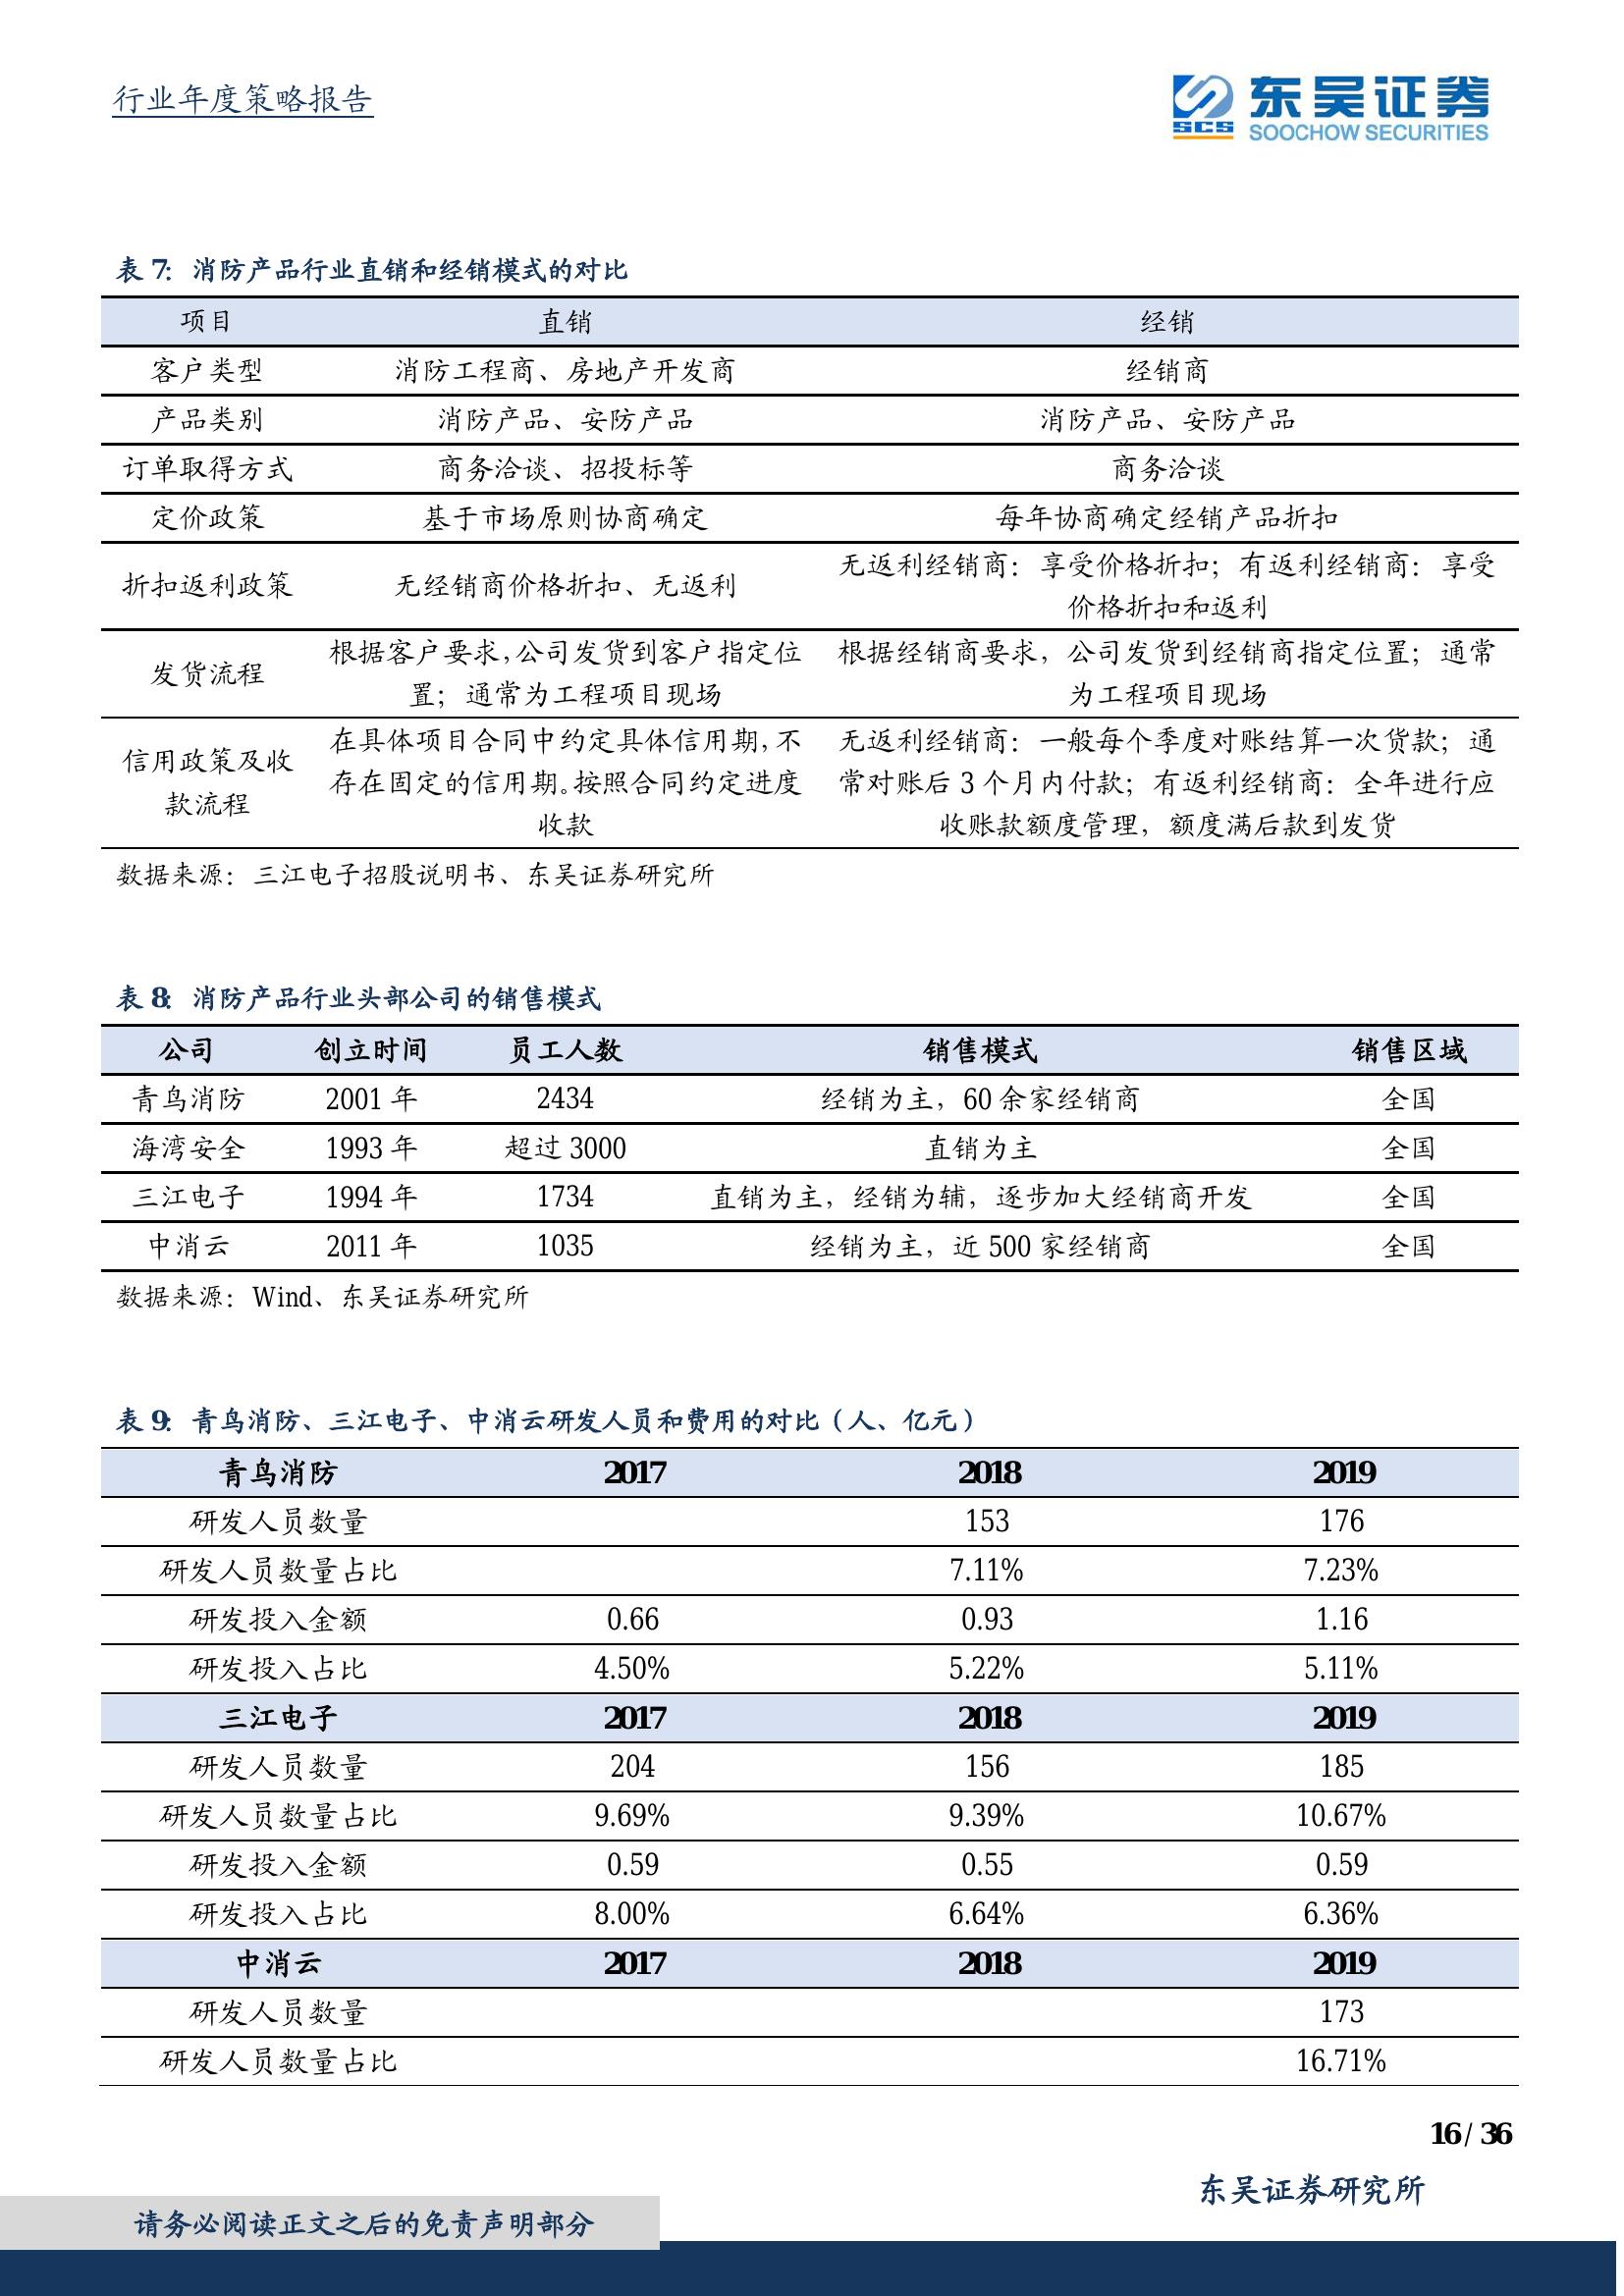 行业年度策略报告
SCS 东吴证券
SOOCHOW SECURITIES
表 7: 消防产品行业直销和经销模式的对比
项目 直销 经销
客户类型 消防工程商、房地产开发商 经销商
产品类别 消防产品、安防产品 消防产品、安防产品
订单取得方式 商务洽谈、招投标等 商务洽谈
定价政策 基于市场原则协商确定 每年协商确定经销产品折扣
折扣返利政策 无经销商价格折扣、无返利 无返利经销商：享受价格折扣；有返利经销商：享受
价格折扣和返利
发货流程 根据客户要求，公司发货到客户指定位 根据经销商要求，公司发货到经销商指定位置；通常
置；通常为工程项目现场 为工程项目现场
信用政策及收 在具体项目合同中约定具体信用期，不 无返利经销商：一般每个季度对账结算一次货款；通
款流程 存在固定的信用期。按照合同约定进度 常对账后 3 个月内付款；有返利经销商：全年进行应
收款 收账款额度管理，额度满后款到发货
数据来源：三江电子招股说明书、东吴证券研究所
表 8: 消防产品行业头部公司的销售模式
公司 创立时间 员工人数 销售模式 销售区域
青鸟消防 2001 年 2434 经销为主，60 余家经销商 全国
海湾安全 1993 年 超过 3000 直销为主 全国
三江电子 1994 年 1734 直销为主，经销为辅，逐步加大经销商开发 全国
中消云 2011 年 1035 经销为主，近 500 家经销商 全国
数据来源：Wind、东吴证券研究所
表 9: 青鸟消防、三江电子、中消云研发人员和费用的对比（人、亿元）
青鸟消防 2017 2018 2019
研发人员数量 153 176
研发人员数量占比 7.11% 7.23%
研发投入金额 0.66 0.93 1.16
研发投入占比 4.50% 5.22% 5.11%
三江电子 2017 2018 2019
研发人员数量 204 156 185
研发人员数量占比 9.69% 9.39% 10.67%
研发投入金额 0.59 0.55 0.59
研发投入占比 8.00% 6.64% 6.36%
中消云 2017 2018 2019
研发人员数量 173
研发人员数量占比 16.71%
16 / 36
东吴证券研究所
请务必阅读正文之后的免责声明部分